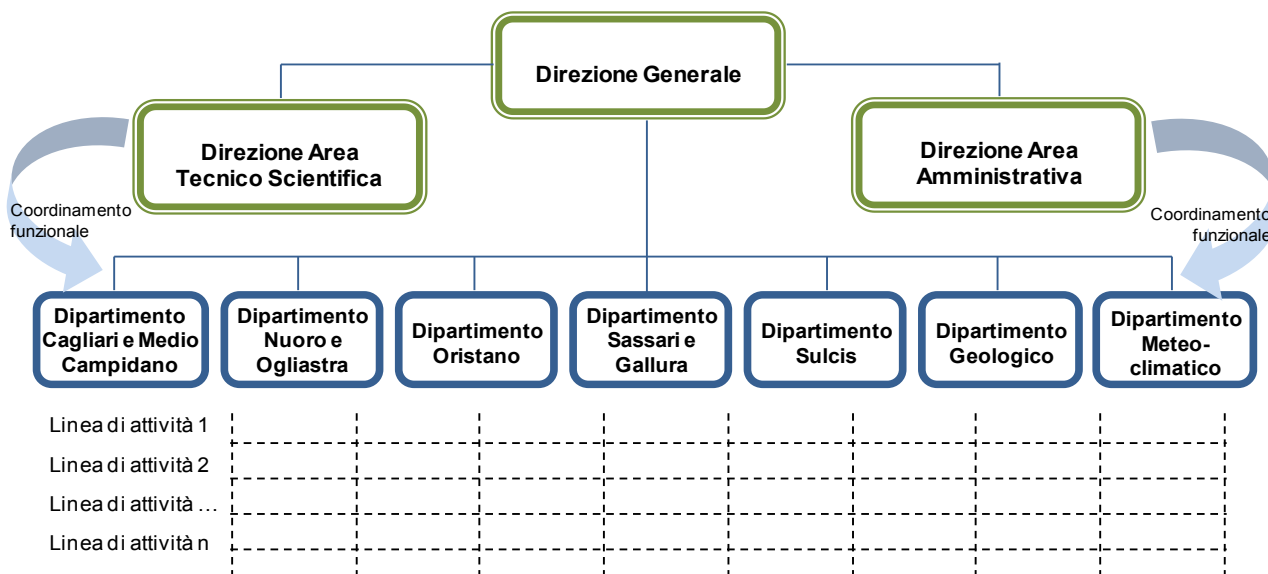 Direzione Generale
Direzione Area
Tecnico Scientifica
Direzione Area
Amministrativa
Coordinamento
funzionale
Coordinamento
funzionale
Dipartimento
Cagliari e Medio
Campidano
Dipartimento
Nuoro e
Ogliastra
Dipartimento
Oristano
Dipartimento
Sassari e
Gallura
Dipartimento
Sulcis
Dipartimento
Geologico
Dipartimento
Meteo-
climatico
Linea di attività 1
Linea di attività 2
Linea di attività …
Linea di attività n